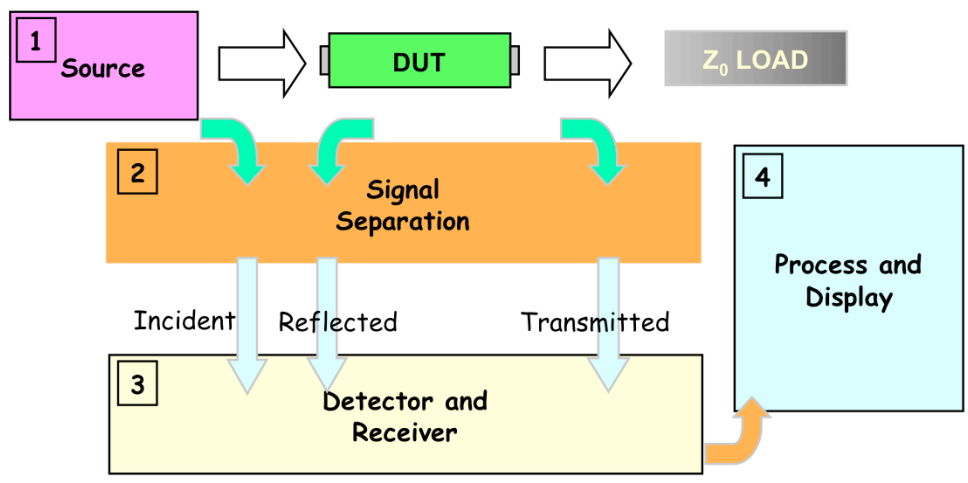 1
Source
DUT
Z₀ LOAD
2
Signal
Separation
4
Process and
Display
Incident
Reflected
Transmitted
3
Detector and
Receiver